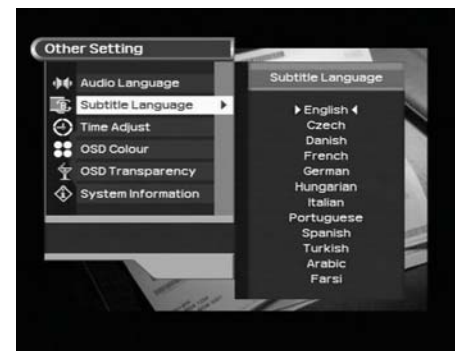 Other Setting
Audio Language
Subtitle Language
Time Adjust
OSD Colour
OSD Transparency
System Information
Subtitle Language
English
Czech
Danish
French
German
Hungarian
Italian
Portuguese
Spanish
Turkish
Arabic
Farsi